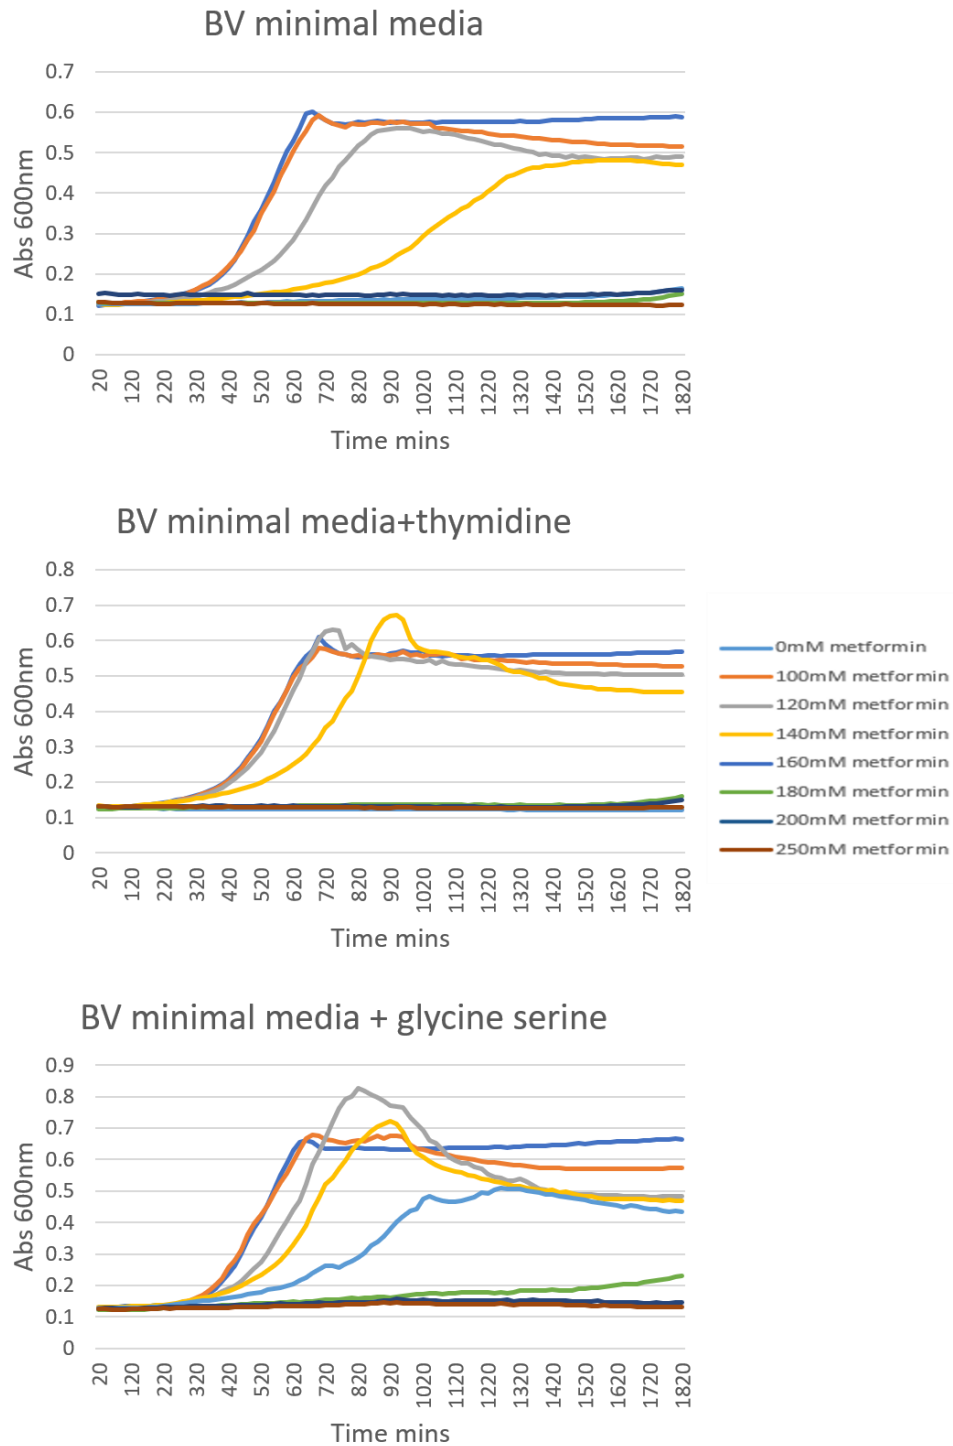 BV minimal media
0.7
0.6
0.5
0.4
0.3
0.2
0.1
0
Abs 600nm
20 120 220 320 420 520 620 720 820 920 1020 1120 1220 1320 1420 1520 1620 1720 1820
Time mins
BV minimal media+thymidine
0.8
0.7
0.6
0.5
0.4
0.3
0.2
0.1
0
Abs 600nm
20 120 220 320 420 520 620 720 820 920 1020 1120 1220 1320 1420 1520 1620 1720 1820
Time mins
0mM metformin
100mM metformin
120mM metformin
140mM metformin
160mM metformin
180mM metformin
200mM metformin
250mM metformin
BV minimal media + glycine serine
0.9
0.8
0.7
0.6
0.5
0.4
0.3
0.2
0.1
0
Abs 600nm
20 120 220 320 420 520 620 720 820 920 1020 1120 1220 1320 1420 1520 1620 1720 1820
Time mins